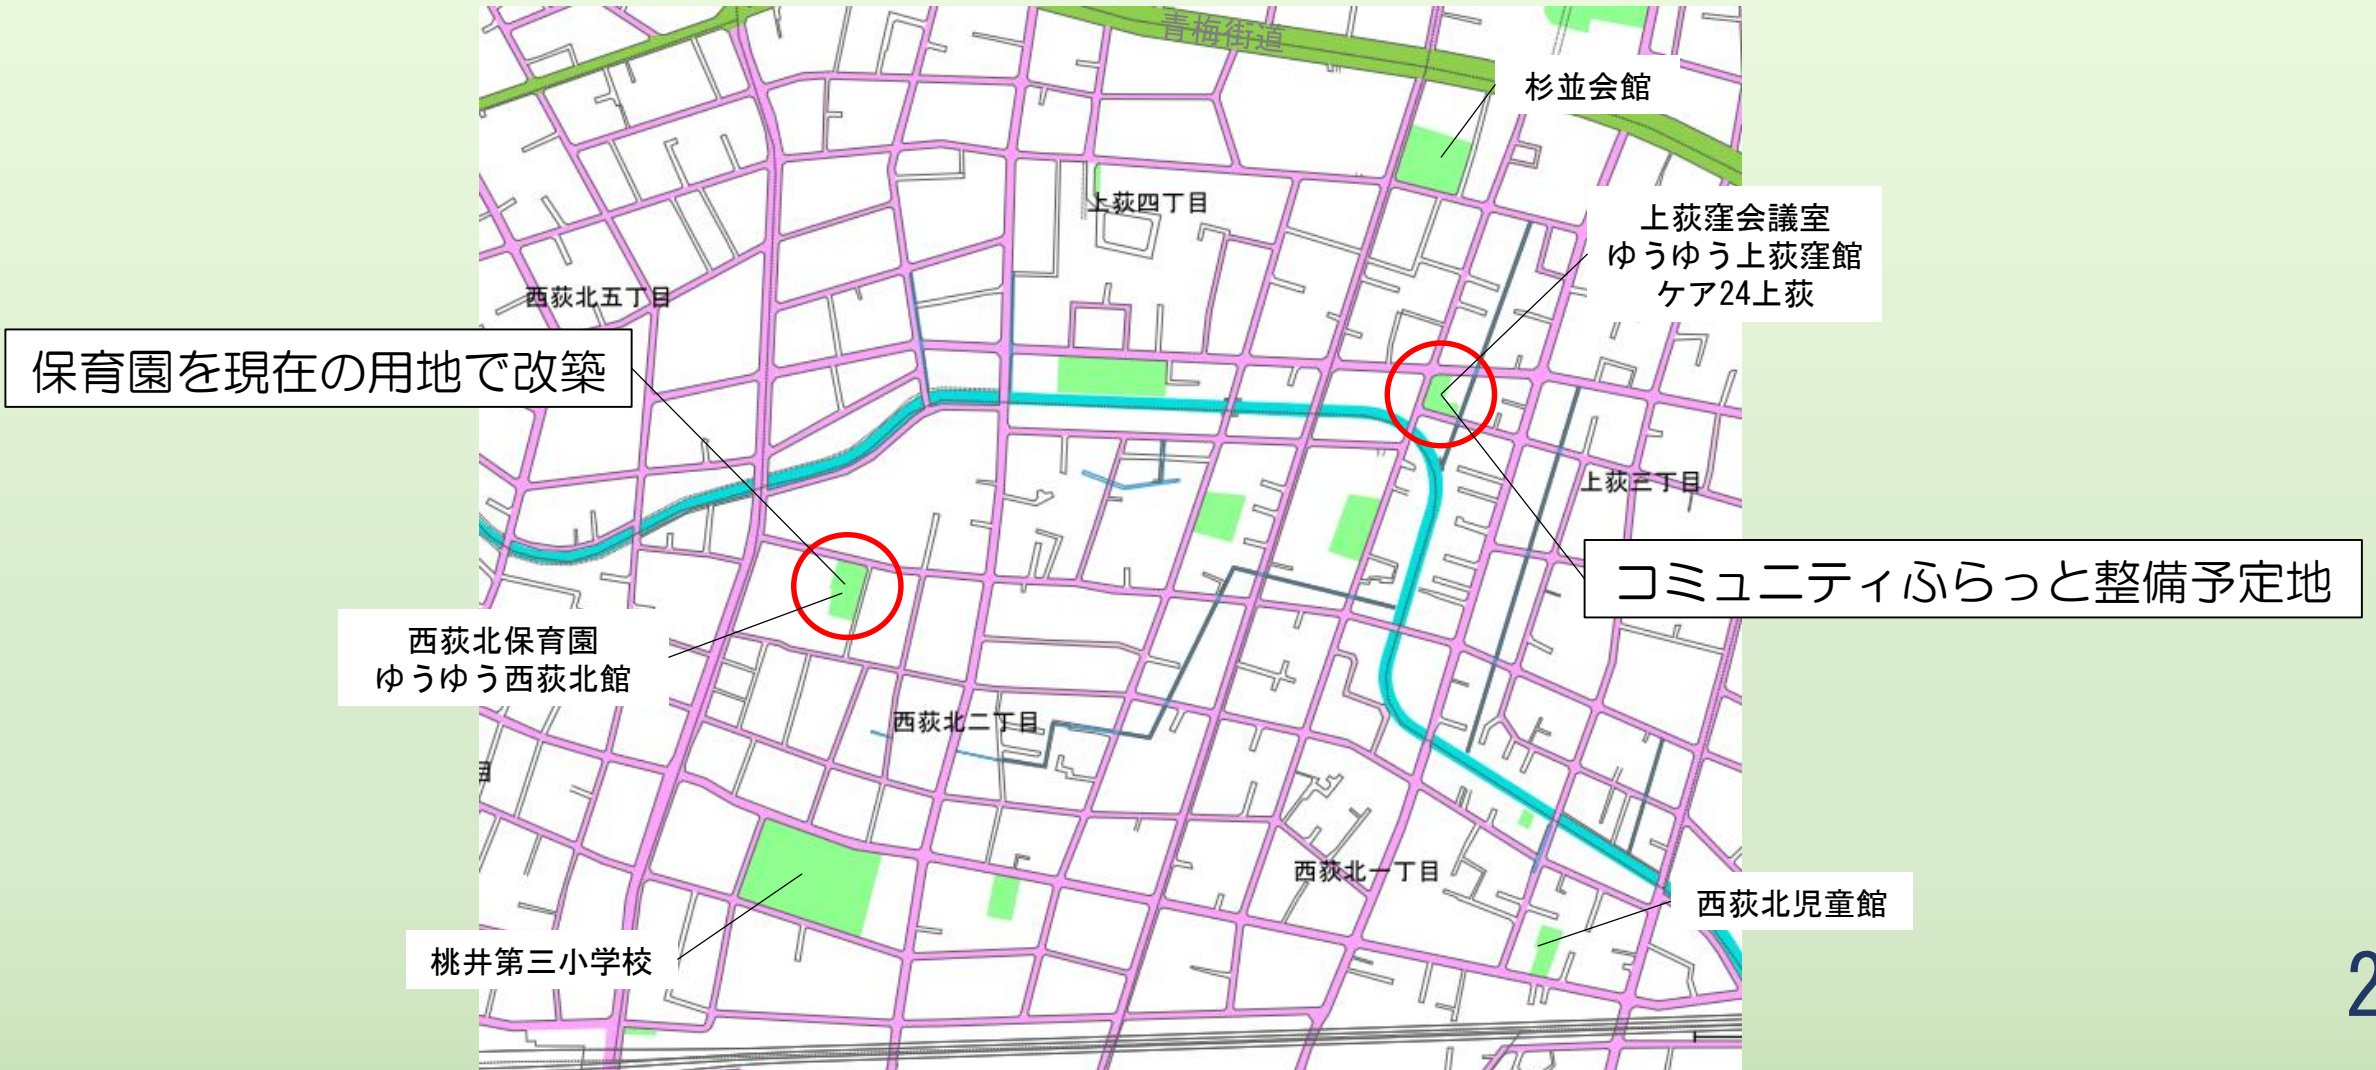 青梅街道
杉並会館
上荻四丁目
上荻窪会議室
ゆうゆう上荻窪館
ケア24上荻
西荻北五丁目
保育園を現在の用地で改築
上荻三丁目
コミュニティふらっと整備予定地
西荻北保育園
ゆうゆう西荻北館
西荻北二丁目
目
西荻北一丁目
西荻北児童館
桃井第三小学校
2